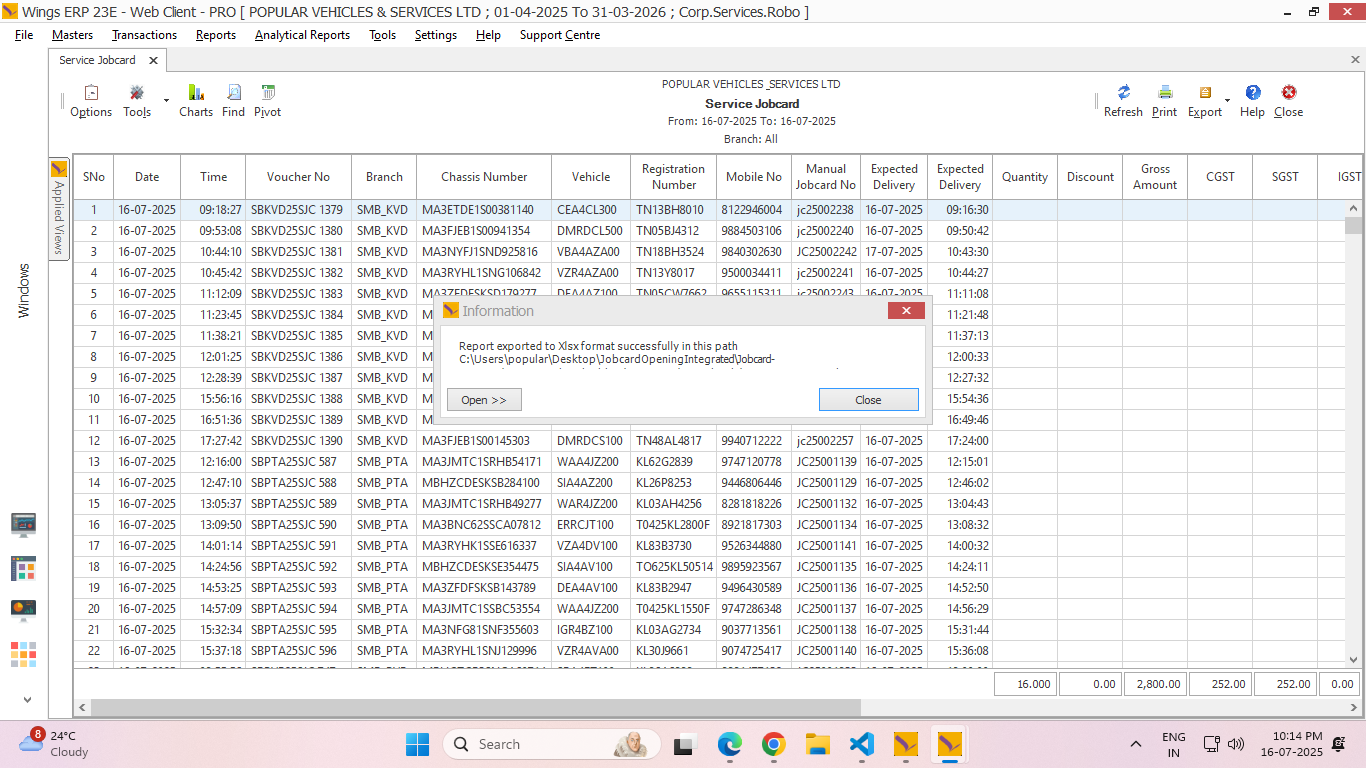 Wings ERP 23E - Web Client - PRO [ POPULAR VEHICLES & SERVICES LTD ; 01-04-2025 To 31-03-2026 ; Corp.Services.Robo ]
File Masters Transactions Reports Analytical Reports Tools Settings Help Support Centre
Service Jobcard
Options Tools Charts Find Pivot
POPULAR VEHICLES_SERVICES LTD
Service Jobcard
From: 16-07-2025 To: 16-07-2025
Branch: All
Refresh Print Export Help Close
Windows
Applied Views
SNo Date Time Voucher No Branch Chassis Number Vehicle Registration Number Mobile No Manual Jobcard No Expected Delivery Expected Delivery Quantity Discount Gross Amount CGST SGST IGST
1 16-07-2025 09:18:27 SBKVD25SJC 1379 SMB_KVD MA3ETDE1S00381140 CEA4CL300 TN13BH8010 8122946004 jc25002238 16-07-2025 09:16:30
2 16-07-2025 09:53:08 SBKVD25SJC 1380 SMB_KVD MA3FJEB1S00941354 DMRDCL500 TN05BJ4312 9884503106 jc25002240 16-07-2025 09:50:42
3 16-07-2025 10:44:10 SBKVD25SJC 1381 SMB_KVD MA3NYFJ1SND925816 VBA4AZA00 TN18BH3524 9840302630 JC25002242 17-07-2025 10:43:30
4 16-07-2025 10:45:42 SBKVD25SJC 1382 SMB_KVD MA3RYHL1SNG106842 VZR4AZA00 TN13Y8017 9500034411 jc25002241 16-07-2025 10:44:27
5 16-07-2025 11:12:09 SBKVD25SJC 1383 SMB_KVD MA3ZFDFSKSD179277 DEA4AZ100 TN05CW7662 9655115311 jc25002243 16-07-2025 11:11:08
6 16-07-2025 11:23:45 SBKVD25SJC 1384 SMB_KVD 11:21:48
7 16-07-2025 11:38:21 SBKVD25SJC 1385 SMB_KVD 11:37:13
8 16-07-2025 12:01:25 SBKVD25SJC 1386 SMB_KVD 12:00:33
9 16-07-2025 12:28:39 SBKVD25SJC 1387 SMB_KVD 12:27:32
10 16-07-2025 15:56:16 SBKVD25SJC 1388 SMB_KVD 15:54:36
11 16-07-2025 16:51:36 SBKVD25SJC 1389 SMB_KVD 16:49:46
Information
Report exported to Xlsx format successfully in this path
C:\Users\popular\Desktop\JobcardOpeningIntegrated\Jobcard-
Open >> Close
12 16-07-2025 17:27:42 SBKVD25SJC 1390 SMB_KVD MA3FJEB1S00145303 DMRDCS100 TN48AL4817 9940712222 jc25002257 16-07-2025 17:24:00
13 16-07-2025 12:16:00 SBPTA25SJC 587 SMB_PTA MA3JMTC1SRHB54171 WAA4JZ200 KL62G2839 9747120778 JC25001139 16-07-2025 12:15:01
14 16-07-2025 12:47:10 SBPTA25SJC 588 SMB_PTA MBHZCDESKSB284100 SIA4AZ200 KL26P8253 9446806446 JC25001129 16-07-2025 12:46:02
15 16-07-2025 13:05:37 SBPTA25SJC 589 SMB_PTA MA3JMTC1SRHB49277 WAR4JZ200 KL03AH4256 8281818226 JC25001132 16-07-2025 13:04:43
16 16-07-2025 13:09:50 SBPTA25SJC 590 SMB_PTA MA3BNC62SSCA07812 ERRCJT100 T0425KL2800F 8921817303 JC25001134 16-07-2025 13:08:32
17 16-07-2025 14:01:14 SBPTA25SJC 591 SMB_PTA MA3RYHK1SSE616337 VZA4DV100 KL83B3730 9526344880 JC25001141 16-07-2025 14:00:32
18 16-07-2025 14:24:56 SBPTA25SJC 592 SMB_PTA MBHZCDESKSE354475 SIA4AV100 TO625KL50514 9895923567 JC25001135 16-07-2025 14:24:11
19 16-07-2025 14:53:25 SBPTA25SJC 593 SMB_PTA MA3ZFDFSKSB143789 DEA4AV100 KL83B2947 9496430589 JC25001136 16-07-2025 14:52:50
20 16-07-2025 14:57:09 SBPTA25SJC 594 SMB_PTA MA3JMTC1SSBC53554 WAA4JZ200 T0425KL1550F 9747286348 JC25001137 16-07-2025 14:56:29
21 16-07-2025 15:32:34 SBPTA25SJC 595 SMB_PTA MA3NFG81SNF355603 IGR4BZ100 KL03AG2734 9037713561 JC25001138 16-07-2025 15:31:44
22 16-07-2025 15:37:18 SBPTA25SJC 596 SMB_PTA MA3RYHL1SNJ129996 VZR4AVA00 KL30J9661 9074725417 JC25001140 16-07-2025 15:36:08
16.000 0.00 2,800.00 252.00 252.00 0.00
8 24°C
Cloudy
Search
ENG
IN
10:14 PM
16-07-2025